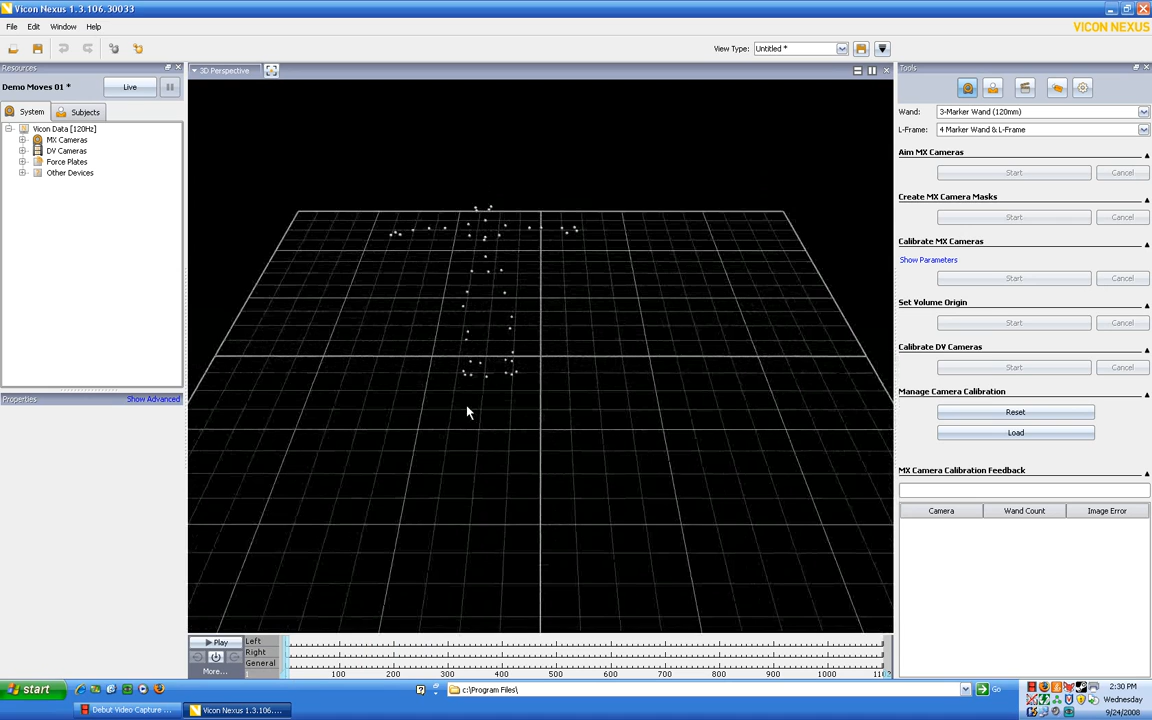 Vicon Nexus 1.3.106.30033
File Edit Window Help
VICON NEXUS
View Type: Untitled *
Resources
3D Perspective
Tools
Demo Moves 01 *
Live
System
Subjects
Vicon Data [120Hz]
MX Cameras
DV Cameras
Force Plates
Other Devices
Properties
Show Advanced
Wand: 3-Marker Wand (120mm)
L-Frame: 4 Marker Wand & L-Frame
Aim MX Cameras
Start Cancel
Create MX Camera Masks
Start Cancel
Calibrate MX Cameras
Show Parameters
Start Cancel
Set Volume Origin
Start Cancel
Calibrate DV Cameras
Start Cancel
Manage Camera Calibration
Reset
Load
MX Camera Calibration Feedback
Camera Wand Count Image Error
Play
More...
Left
Right
General
1 100 200 300 400 500 600 700 800 900 1000
start
Debut Video Capture ...
Vicon Nexus 1.3.106....
c:\Program Files\
Go
2:30 PM
Wednesday
9/24/2008